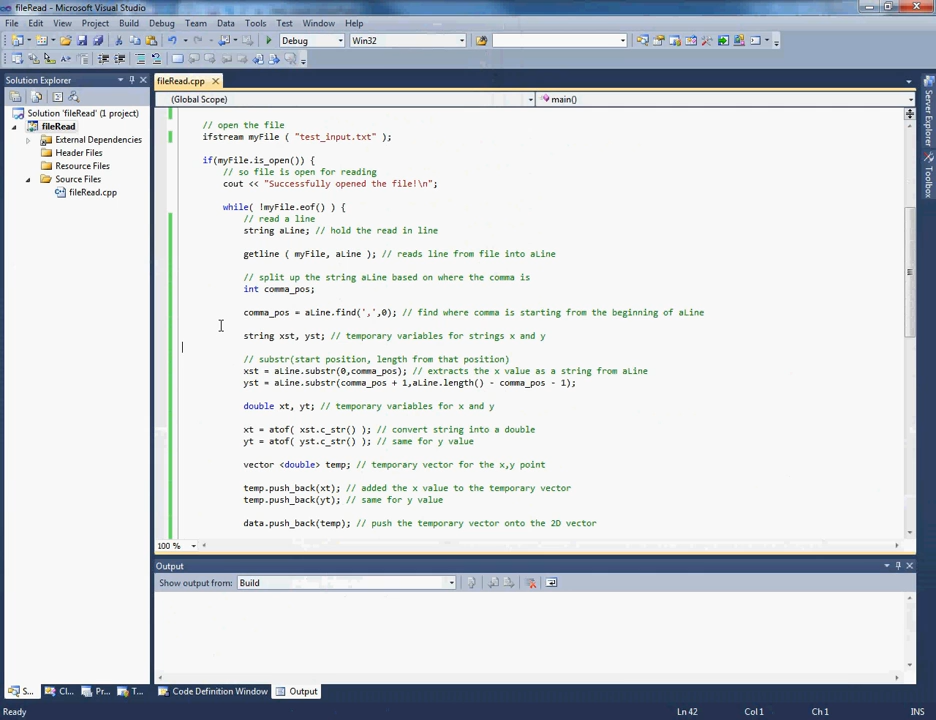 fileRead - Microsoft Visual Studio
File Edit View Project Build Debug Team Data Tools Test Window Help
Debug Win32
Solution Explorer
fileRead.cpp
(Global Scope) main()
Solution 'fileRead' (1 project)
fileRead
External Dependencies
Header Files
Resource Files
Source Files
fileRead.cpp
// open the file
ifstream myFile ( "test_input.txt" );
if(myFile.is_open()) {
// so file is open for reading
cout << "Successfully opened the file!\n";
while( !myFile.eof() ) {
// read a line
string aLine; // hold the read in line
getline ( myFile, aLine ); // reads line from file into aLine
// split up the string aLine based on where the comma is
int comma_pos;
comma_pos = aLine.find(',',0); // find where comma is starting from the beginning of aLine
string xst, yst; // temporary variables for strings x and y
// substr(start position, length from that position)
xst = aLine.substr(0,comma_pos); // extracts the x value as a string from aLine
yst = aLine.substr(comma_pos + 1,aLine.length() - comma_pos - 1);
double xt, yt; // temporary variables for x and y
xt = atof( xst.c_str() ); // convert string into a double
yt = atof( yst.c_str() ); // same for y value
vector <double> temp; // temporary vector for the x,y point
temp.push_back(xt); // added the x value to the temporary vector
temp.push_back(yt); // same for y value
data.push_back(temp); // push the temporary vector onto the 2D vector
100 %
Server Explorer
Toolbox
Output
Show output from: Build
S... Cl... Pr... T... Code Definition Window Output
Ready Ln 42 Col 1 Ch 1 INS